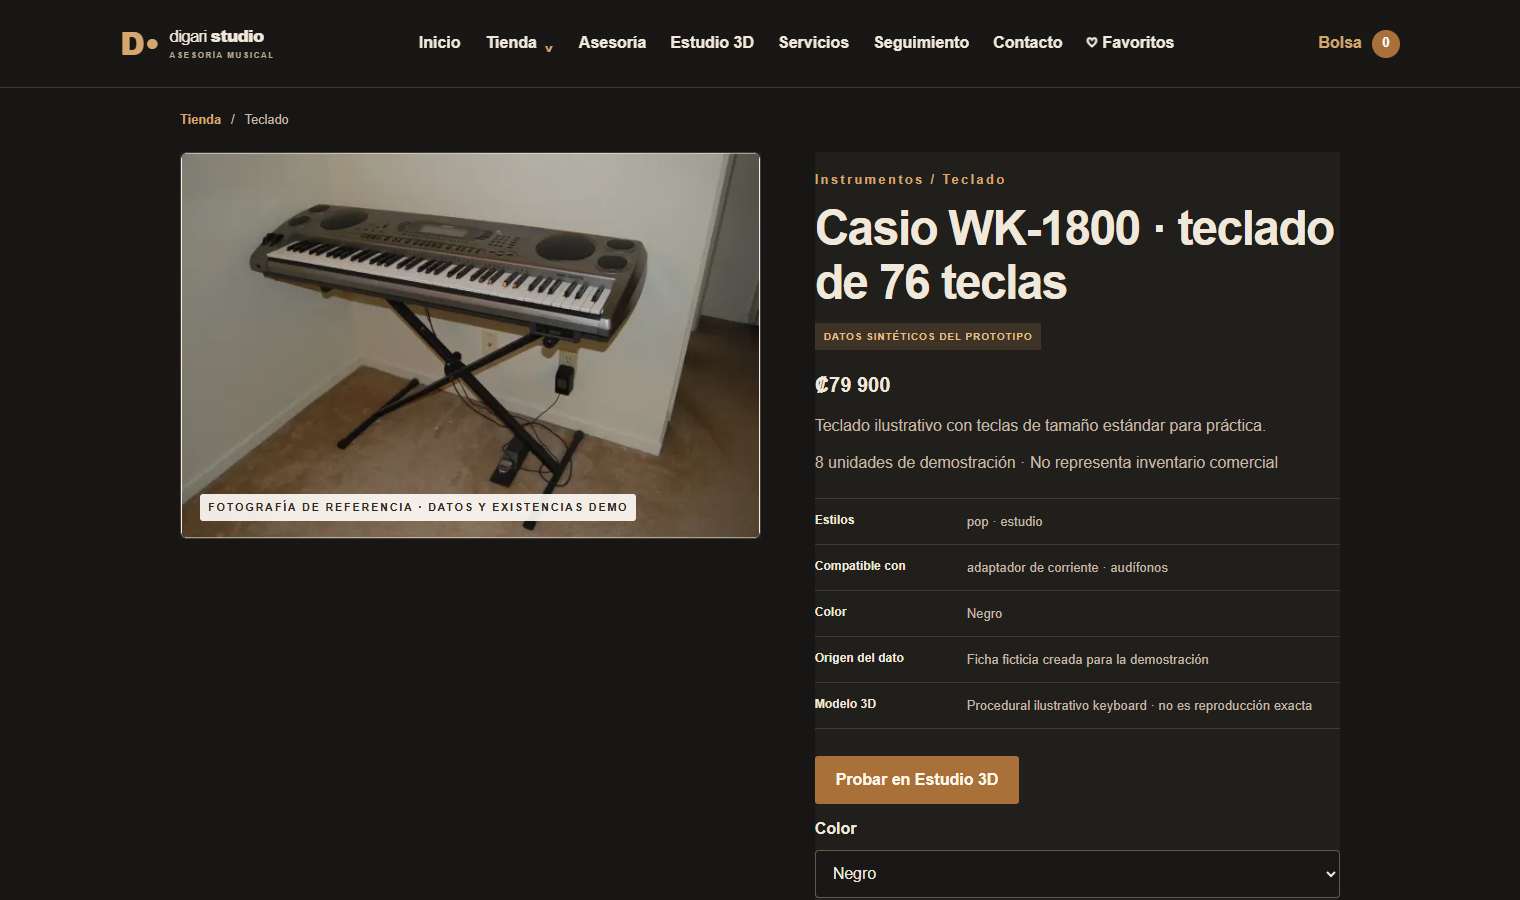 D•
digari studio
ASESORÍA MUSICAL
Inicio
Tienda v
Asesoría
Estudio 3D
Servicios
Seguimiento
Contacto
♡ Favoritos
Bolsa 0
Tienda / Teclado
FOTOGRAFÍA DE REFERENCIA · DATOS Y EXISTENCIAS DEMO
Instrumentos / Teclado
Casio WK-1800 · teclado
de 76 teclas
DATOS SINTÉTICOS DEL PROTOTIPO
₡79 900
Teclado ilustrativo con teclas de tamaño estándar para práctica.
8 unidades de demostración · No representa inventario comercial
Estilos pop · estudio
Compatible con adaptador de corriente · audífonos
Color Negro
Origen del dato Ficha ficticia creada para la demostración
Modelo 3D Procedural ilustrativo keyboard · no es reproducción exacta
Probar en Estudio 3D
Color
Negro